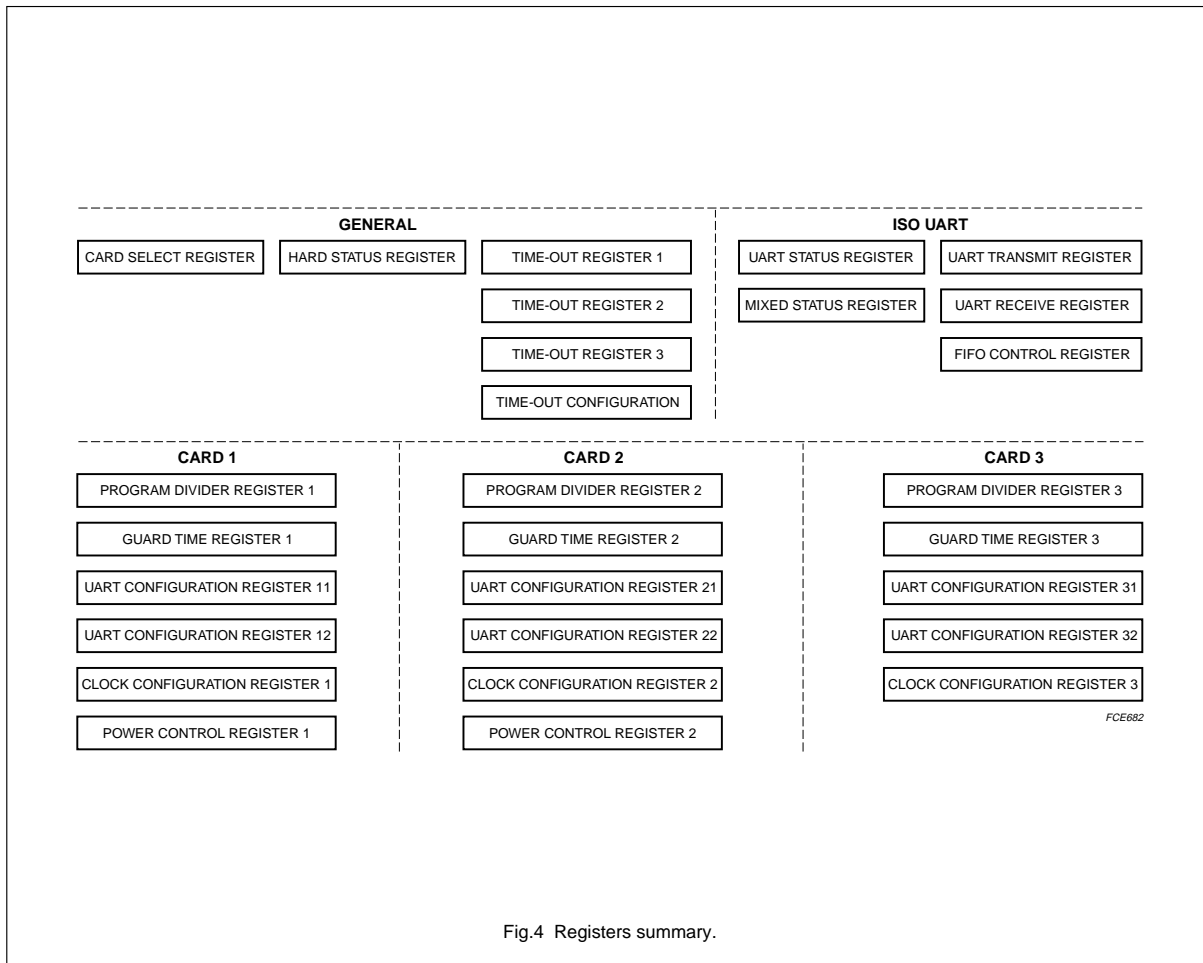 GENERAL
CARD SELECT REGISTER
HARD STATUS REGISTER
TIME-OUT REGISTER 1
TIME-OUT REGISTER 2
TIME-OUT REGISTER 3
TIME-OUT CONFIGURATION
ISO UART
UART STATUS REGISTER
UART TRANSMIT REGISTER
MIXED STATUS REGISTER
UART RECEIVE REGISTER
FIFO CONTROL REGISTER
CARD 1
PROGRAM DIVIDER REGISTER 1
GUARD TIME REGISTER 1
UART CONFIGURATION REGISTER 11
UART CONFIGURATION REGISTER 12
CLOCK CONFIGURATION REGISTER 1
POWER CONTROL REGISTER 1
CARD 2
PROGRAM DIVIDER REGISTER 2
GUARD TIME REGISTER 2
UART CONFIGURATION REGISTER 21
UART CONFIGURATION REGISTER 22
CLOCK CONFIGURATION REGISTER 2
POWER CONTROL REGISTER 2
CARD 3
PROGRAM DIVIDER REGISTER 3
GUARD TIME REGISTER 3
UART CONFIGURATION REGISTER 31
UART CONFIGURATION REGISTER 32
CLOCK CONFIGURATION REGISTER 3
FCE682
Fig.4 Registers summary.